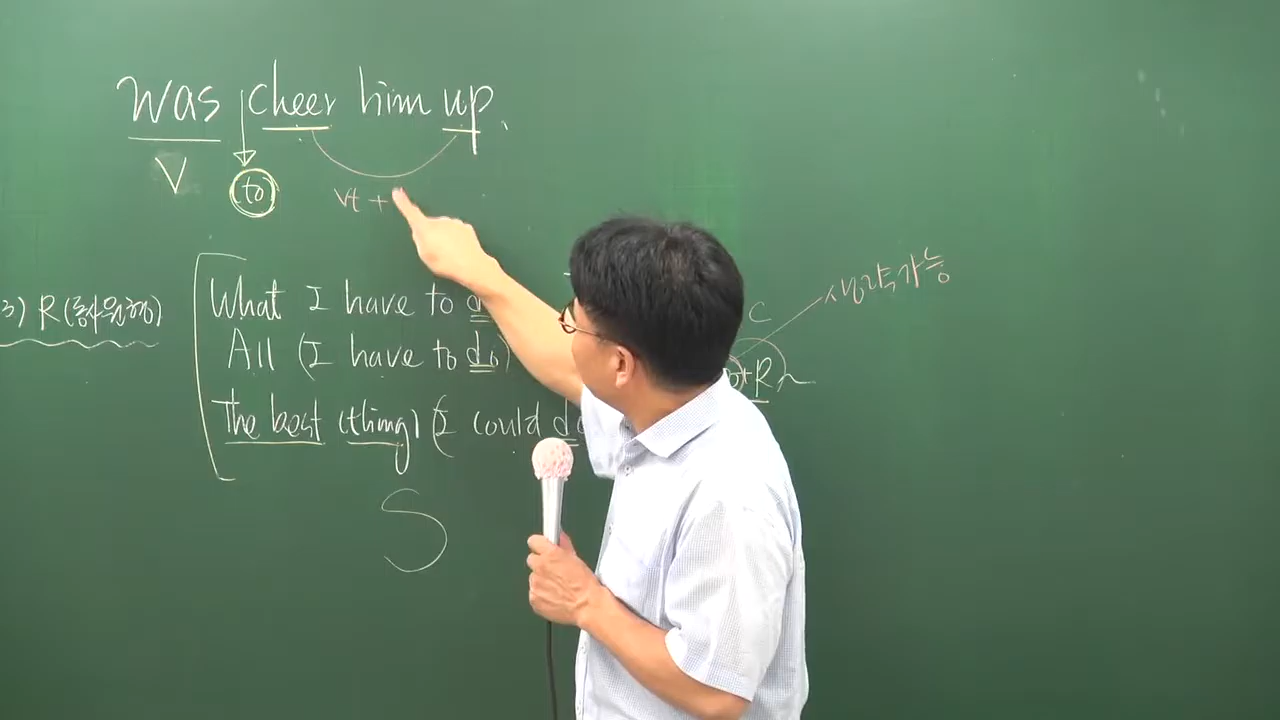 was cheer him up.
V
to
Vt +
C
생략가능
3) R (동사원형)
What I have to d
All (I have to do)
+ R
The best (thing) (I could do
S